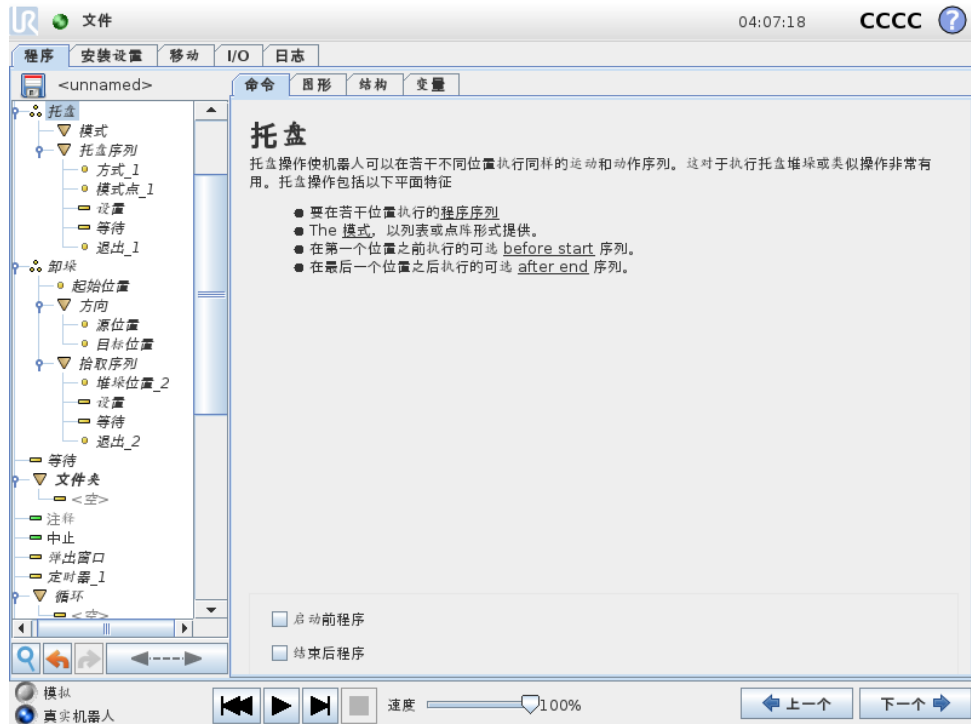 UR 文件 04:07:18 CCCC ?
程序 安装设置 移动 I/O 日志
<unnamed>
命令 图形 结构 变量
托盘
模式
托盘序列
方式_1
模式点_1
设置
等待
退出_1
卸垛
起始位置
方向
源位置
目标位置
拾取序列
堆垛位置_2
设置
等待
退出_2
等待
文件夹
<空>
注释
中止
弹出窗口
定时器_1
循环
<空>
托盘
托盘操作使机器人可以在若干不同位置执行同样的运动和动作序列。这对于执行托盘堆垛或类似操作非常有
用。托盘操作包括以下平面特征
● 要在若干位置执行的程序序列
● The 模式，以列表或点阵形式提供。
● 在第一个位置之前执行的可选 before start 序列。
● 在最后一个位置之后执行的可选 after end 序列。
启动前程序
结束后程序
模拟
真实机器人
速度 100%
上一个 下一个